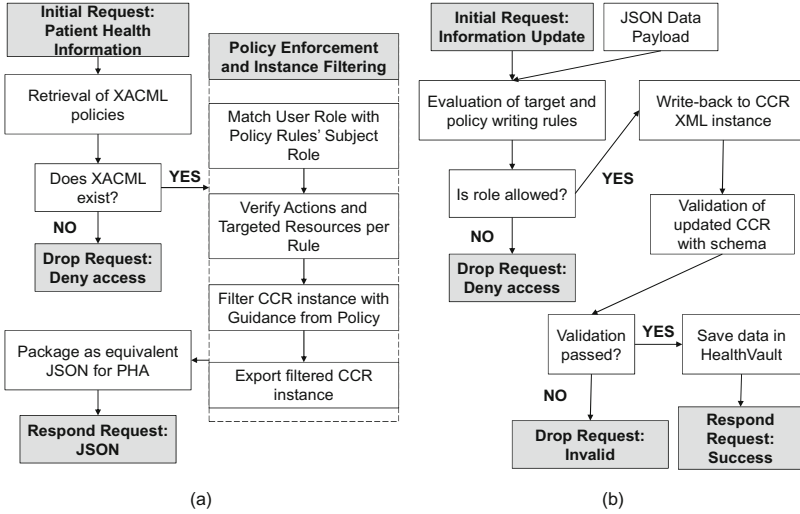 Initial Request:
Patient Health
Information
Retrieval of XACML
policies
Does XACML
exist?
YES
NO
Drop Request:
Deny access
Policy Enforcement
and Instance Filtering
Match User Role with
Policy Rules' Subject
Role
Verify Actions and
Targeted Resources per
Rule
Filter CCR instance with
Guidance from Policy
Export filtered CCR
instance
Package as equivalent
JSON for PHA
Respond Request:
JSON
(a)
Initial Request:
Information Update
JSON Data
Payload
Evaluation of target and
policy writing rules
Is role allowed?
YES
NO
Drop Request:
Deny access
Write-back to CCR
XML instance
Validation of
updated CCR
with schema
Validation
passed?
YES
NO
Save data in
HealthVault
Drop Request:
Invalid
Respond
Request:
Success
(b)